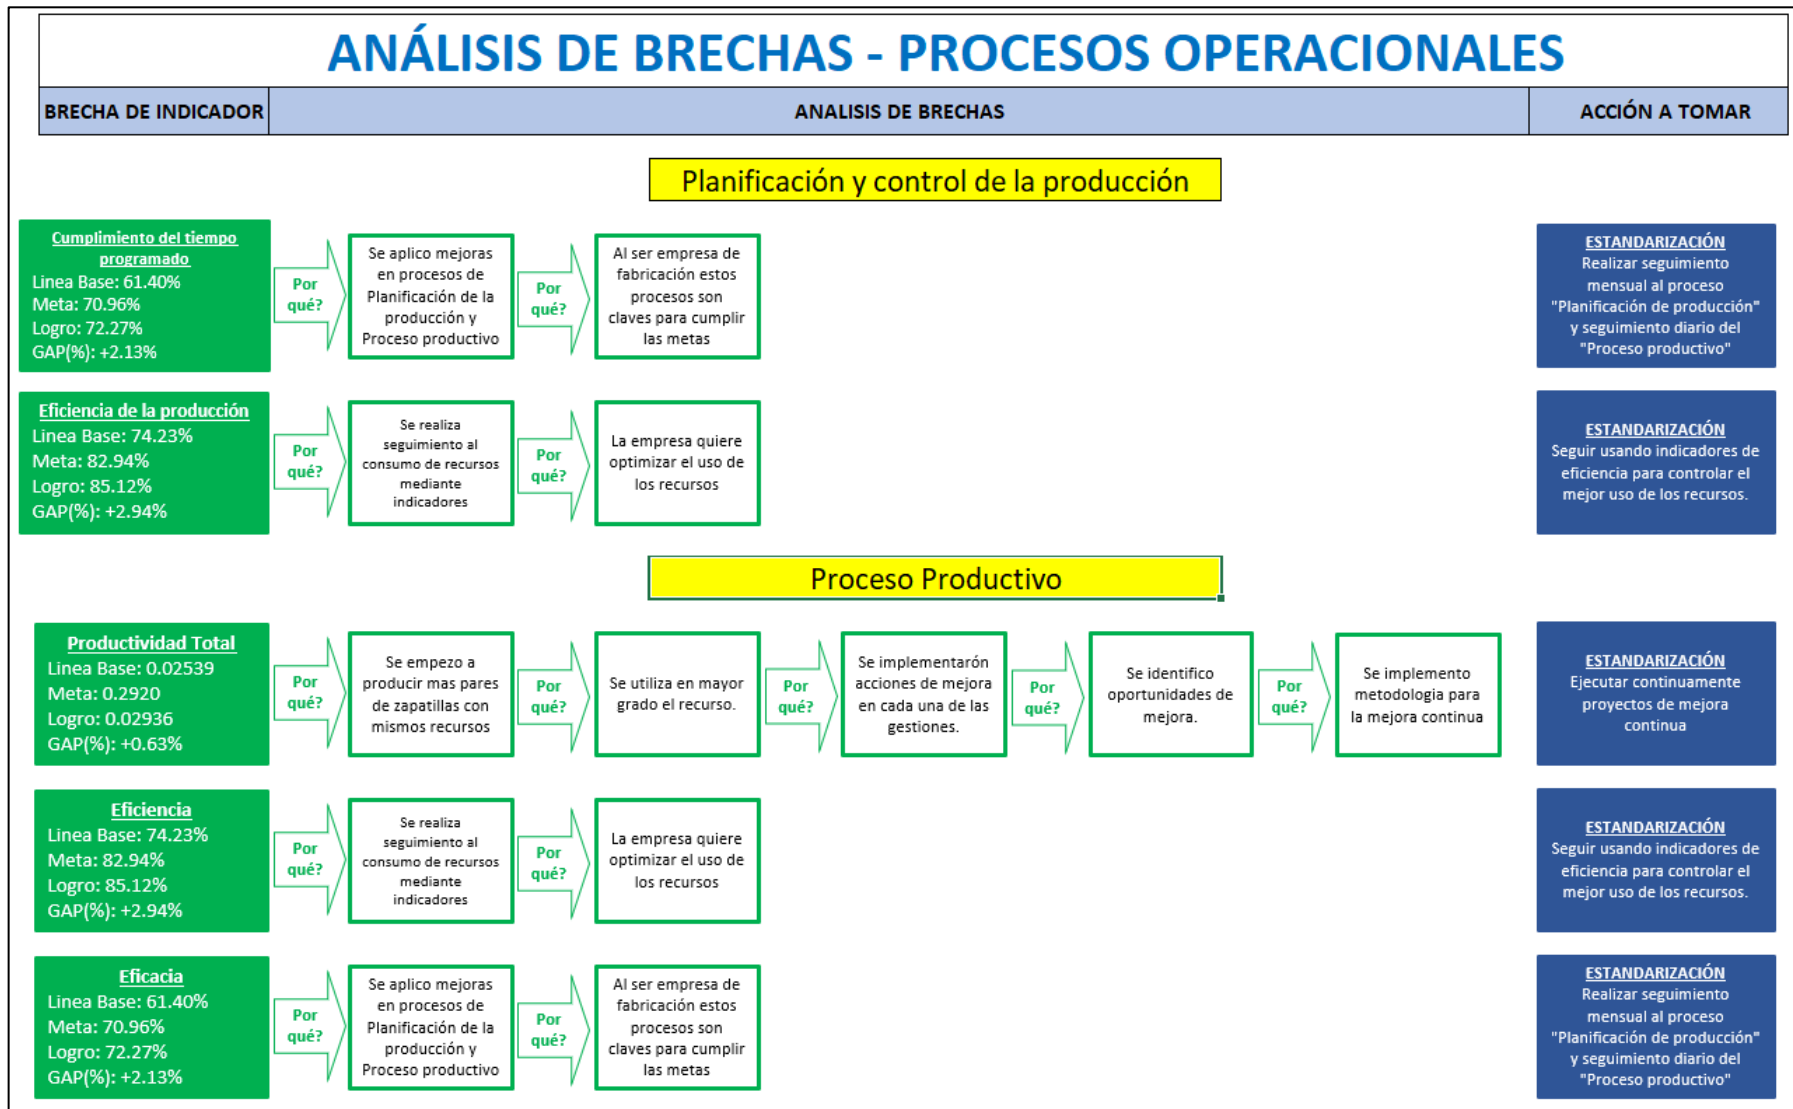 ANÁLISIS DE BRECHAS - PROCESOS OPERACIONALES
BRECHA DE INDICADOR
ANALISIS DE BRECHAS
ACCIÓN A TOMAR
Planificación y control de la producción
Cumplimiento del tiempo
programado
Linea Base: 61.40%
Meta: 70.96%
Logro: 72.27%
GAP(%): +2.13%
Por
qué?
Se aplico mejoras
en procesos de
Planificación de la
producción y
Proceso productivo
Por
qué?
Al ser empresa de
fabricación estos
procesos son
claves para cumplir
las metas
ESTANDARIZACIÓN
Realizar seguimiento
mensual al proceso
"Planificación de producción"
y seguimiento diario del
"Proceso productivo"
Eficiencia de la producción
Linea Base: 74.23%
Meta: 82.94%
Logro: 85.12%
GAP(%): +2.94%
Por
qué?
Se realiza
seguimiento al
consumo de recursos
mediante
indicadores
Por
qué?
La empresa quiere
optimizar el uso de
los recursos
ESTANDARIZACIÓN
Seguir usando indicadores de
eficiencia para controlar el
mejor uso de los recursos.
Proceso Productivo
Productividad Total
Linea Base: 0.02539
Meta: 0.2920
Logro: 0.02936
GAP(%): +0.63%
Por
qué?
Se empezo a
producir mas pares
de zapatillas con
mismos recursos
Por
qué?
Se utiliza en mayor
grado el recurso.
Por
qué?
Se implementarón
acciones de mejora
en cada una de las
gestiones.
Por
qué?
Se identifico
oportunidades de
mejora.
Por
qué?
Se implemento
metodologia para
la mejora continua
ESTANDARIZACIÓN
Ejecutar continuamente
proyectos de mejora
continua
Eficiencia
Linea Base: 74.23%
Meta: 82.94%
Logro: 85.12%
GAP(%): +2.94%
Por
qué?
Se realiza
seguimiento al
consumo de recursos
mediante
indicadores
Por
qué?
La empresa quiere
optimizar el uso de
los recursos
ESTANDARIZACIÓN
Seguir usando indicadores de
eficiencia para controlar el
mejor uso de los recursos.
Eficacia
Linea Base: 61.40%
Meta: 70.96%
Logro: 72.27%
GAP(%): +2.13%
Por
qué?
Se aplico mejoras
en procesos de
Planificación de la
producción y
Proceso productivo
Por
qué?
Al ser empresa de
fabricación estos
procesos son
claves para cumplir
las metas
ESTANDARIZACIÓN
Realizar seguimiento
mensual al proceso
"Planificación de producción"
y seguimiento diario del
"Proceso productivo"